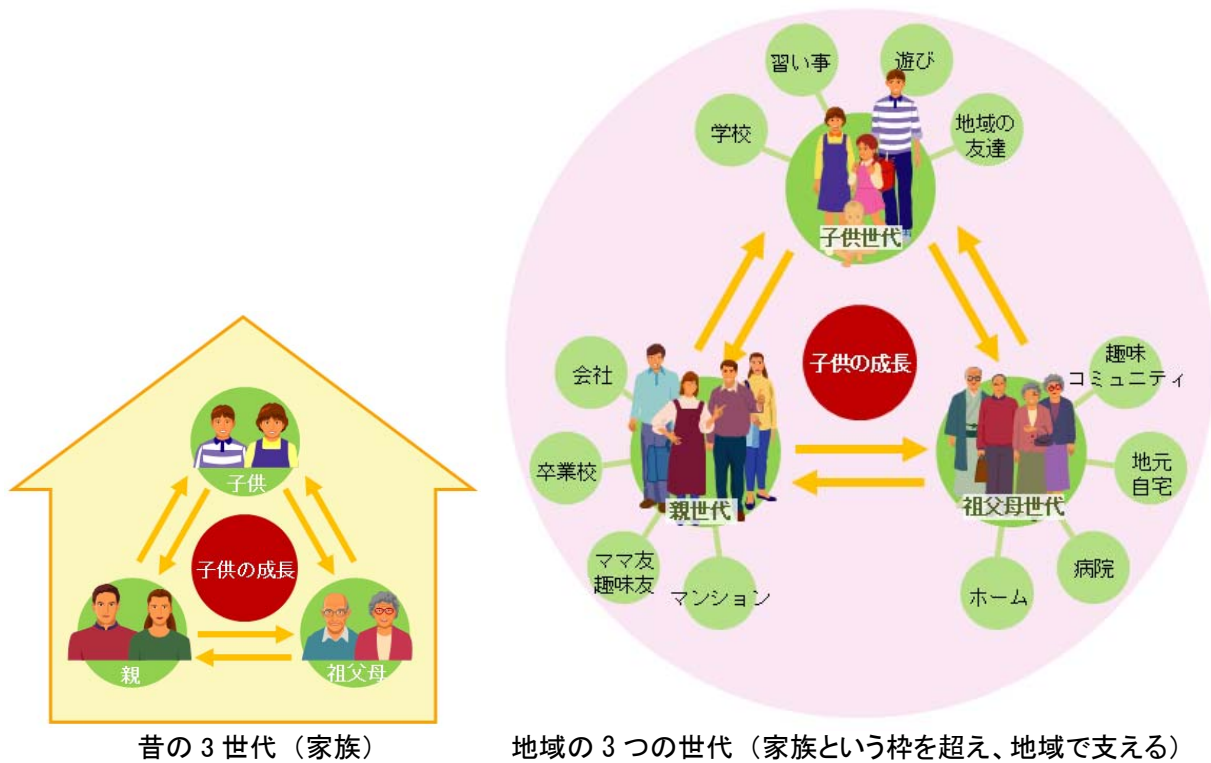 子供
子供の成長
親
祖父母
昔の3世代（家族）
習い事
遊び
学校
地域の
友達
子供世代
子供の成長
会社
卒業校
ママ友
趣味友
マンション
親世代
趣味
コミュニティ
地元
自宅
病院
ホーム
祖父母世代
地域の3つの世代（家族という枠を超え、地域で支える）